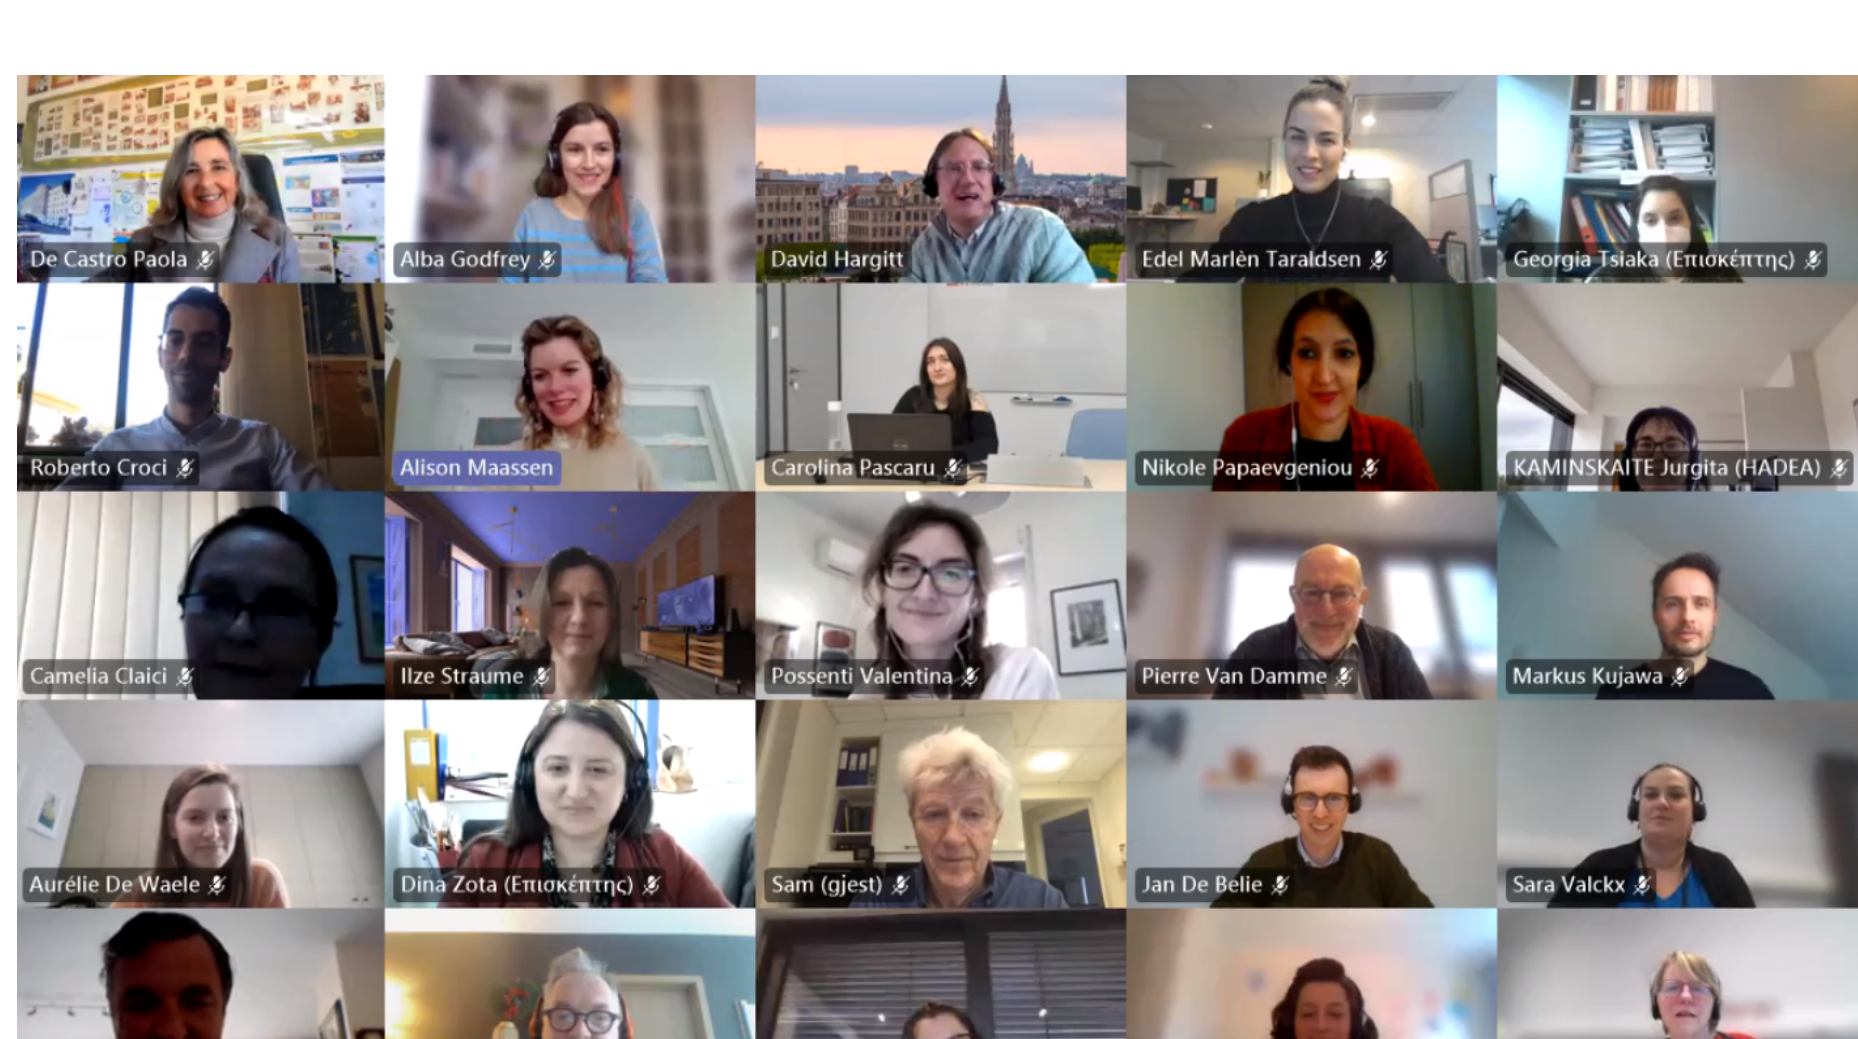 De Castro Paola
Alba Godfrey
David Hargitt
Edel Marlèn Taraldsen
Georgia Tsiaka (Επισκέπτης)
Roberto Croci
Alison Maassen
Carolina Pascaru
Nikole Papaevgeniou
KAMINSKAITE Jurgita (HADEA)
Camelia Claici
Ilze Straume
Possenti Valentina
Pierre Van Damme
Markus Kujawa
Aurélie De Waele
Dina Zota (Επισκέπτης)
Sam (gjest)
Jan De Belie
Sara Valckx